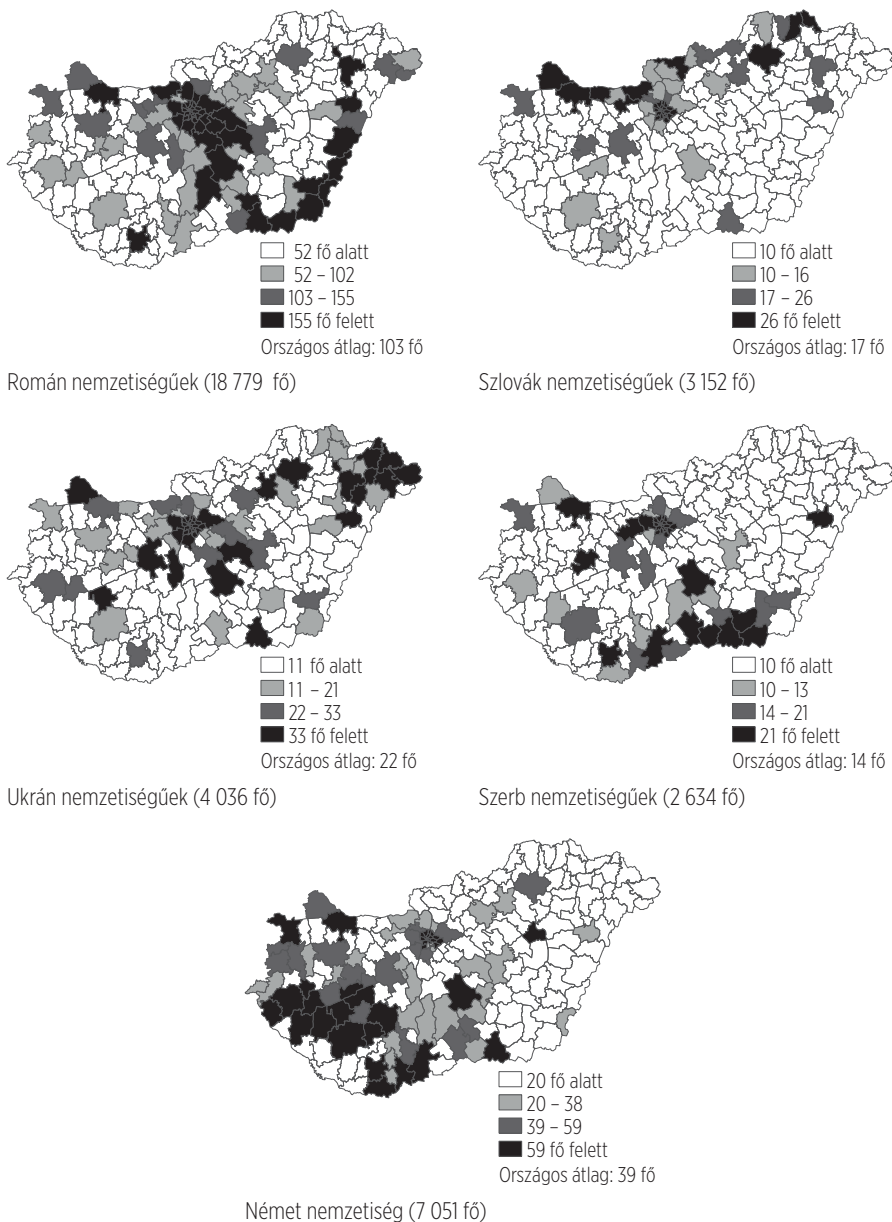 52 fő alatt
52 – 102
103 – 155
155 fő felett
Országos átlag: 103 fő
Román nemzetiségűek (18 779 fő)
10 fő alatt
10 – 16
17 – 26
26 fő felett
Országos átlag: 17 fő
Szlovák nemzetiségűek (3 152 fő)
11 fő alatt
11 – 21
22 – 33
33 fő felett
Országos átlag: 22 fő
Ukrán nemzetiségűek (4 036 fő)
10 fő alatt
10 – 13
14 – 21
21 fő felett
Országos átlag: 14 fő
Szerb nemzetiségűek (2 634 fő)
20 fő alatt
20 – 38
39 – 59
59 fő felett
Országos átlag: 39 fő
Német nemzetiség (7 051 fő)